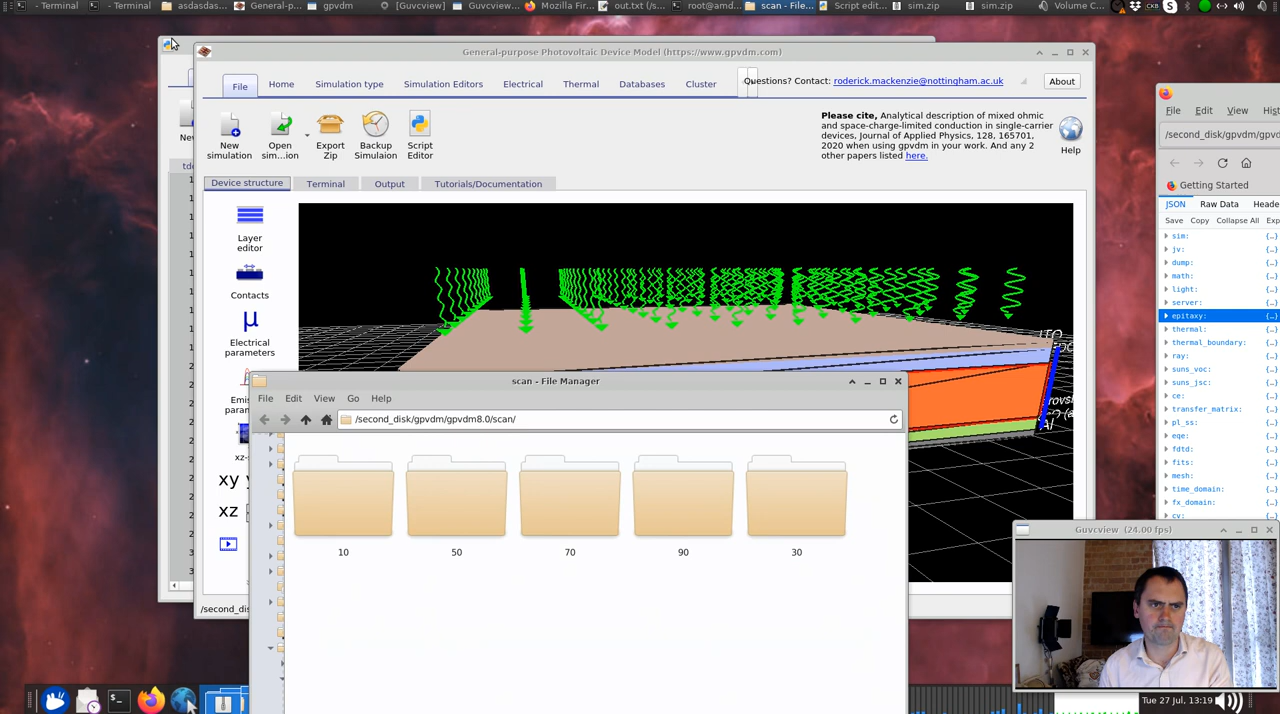 - Terminal
- Terminal
asdasdas...
General-p...
gpvdm
[Guvcview]
Guvcview...
Mozilla Fir...
out.txt (/s...
root@amd...
scan - File...
Script edit...
sim.zip
sim.zip
Volume C...
CKB
General-purpose Photovoltaic Device Model (https://www.gpvdm.com)
File
Home
Simulation type
Simulation Editors
Electrical
Thermal
Databases
Cluster
Questions? Contact: roderick.mackenzie@nottingham.ac.uk
About
New
simulation
Open
sim...ion
Export
Zip
Backup
Simulaion
Script
Editor
Please cite, Analytical description of mixed ohmic
and space-charge-limited conduction in single-carrier
devices, Journal of Applied Physics, 128, 165701,
2020 when using gpvdm in your work. And any 2
other papers listed here.
Help
Device structure
Terminal
Output
Tutorials/Documentation
Layer
editor
Contacts
μ
Electrical
parameters
xy
xz
/second_dis
scan - File Manager
File
Edit
View
Go
Help
/second_disk/gpvdm/gpvdm8.0/scan/
10
50
70
90
30
File
Edit
View
Hist
/second_disk/gpvdm/gpv
Getting Started
JSON
Raw Data
Heade
Save
Copy
Collapse All
Exp
sim: {…}
jv: {…}
dump: {…}
math: {…}
light: {…}
server: {…}
epitaxy: {…}
thermal: {…}
thermal_boundary: {…}
ray: {…}
suns_voc: {…}
suns_jsc: {…}
ce: {…}
transfer_matrix: {…}
pl_ss: {…}
eqe: {…}
fdtd: {…}
fits: {…}
mesh: {…}
time_domain: {…}
fx_domain: {…}
cv: {…}
Guvcview (24.00 fps)
Tue 27 Jul, 13:19